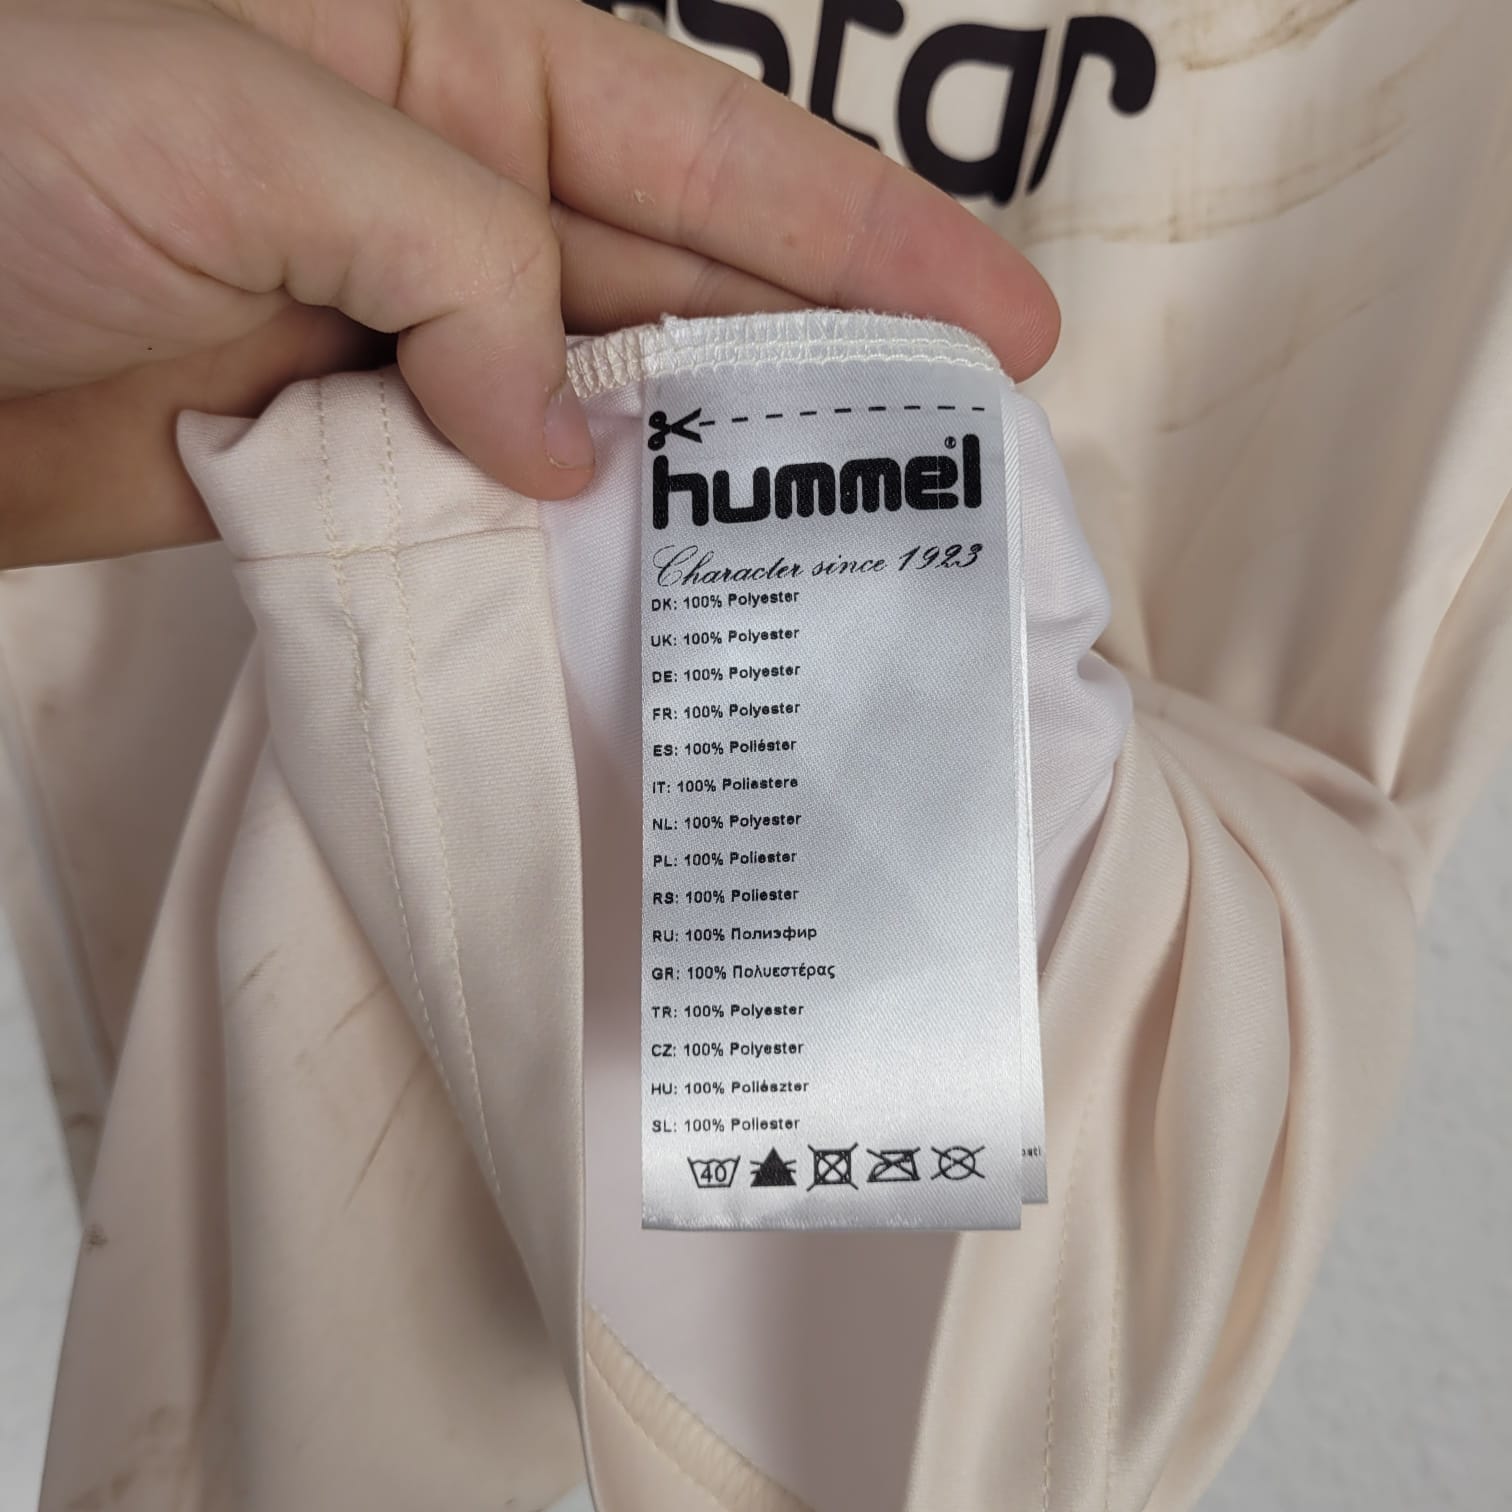 star
hummel®
Character since 1923
DK: 100% Polyester
UK: 100% Polyester
DE: 100% Polyester
FR: 100% Polyester
ES: 100% Poliéster
IT: 100% Poliestere
NL: 100% Polyester
PL: 100% Poliester
RS: 100% Poliester
RU: 100% Полиэфир
GR: 100% Πολυεστέρας
TR: 100% Polyester
CZ: 100% Polyester
HU: 100% Poliészter
SL: 100% Poliester
40